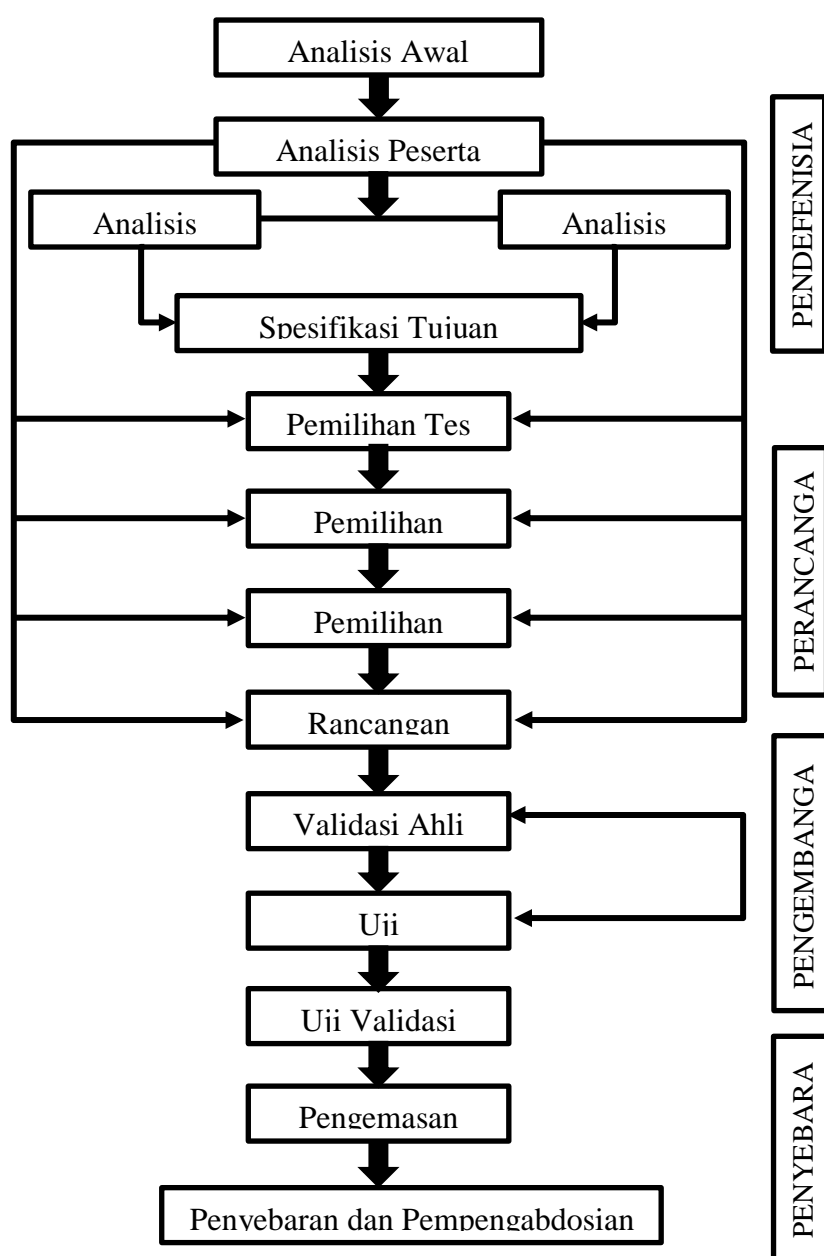 Analisis Awal
Analisis Peserta
Analisis
Analisis
Spesifikasi Tujuan
Pemilihan Tes
Pemilihan
Pemilihan
Rancangan
Validasi Ahli
Uji
Uji Validasi
Pengemasan
Penyebaran dan Pempengabdosian
PENDEFENISIA
PERANCANGA
PENGEMBANGA
PENYEBARA